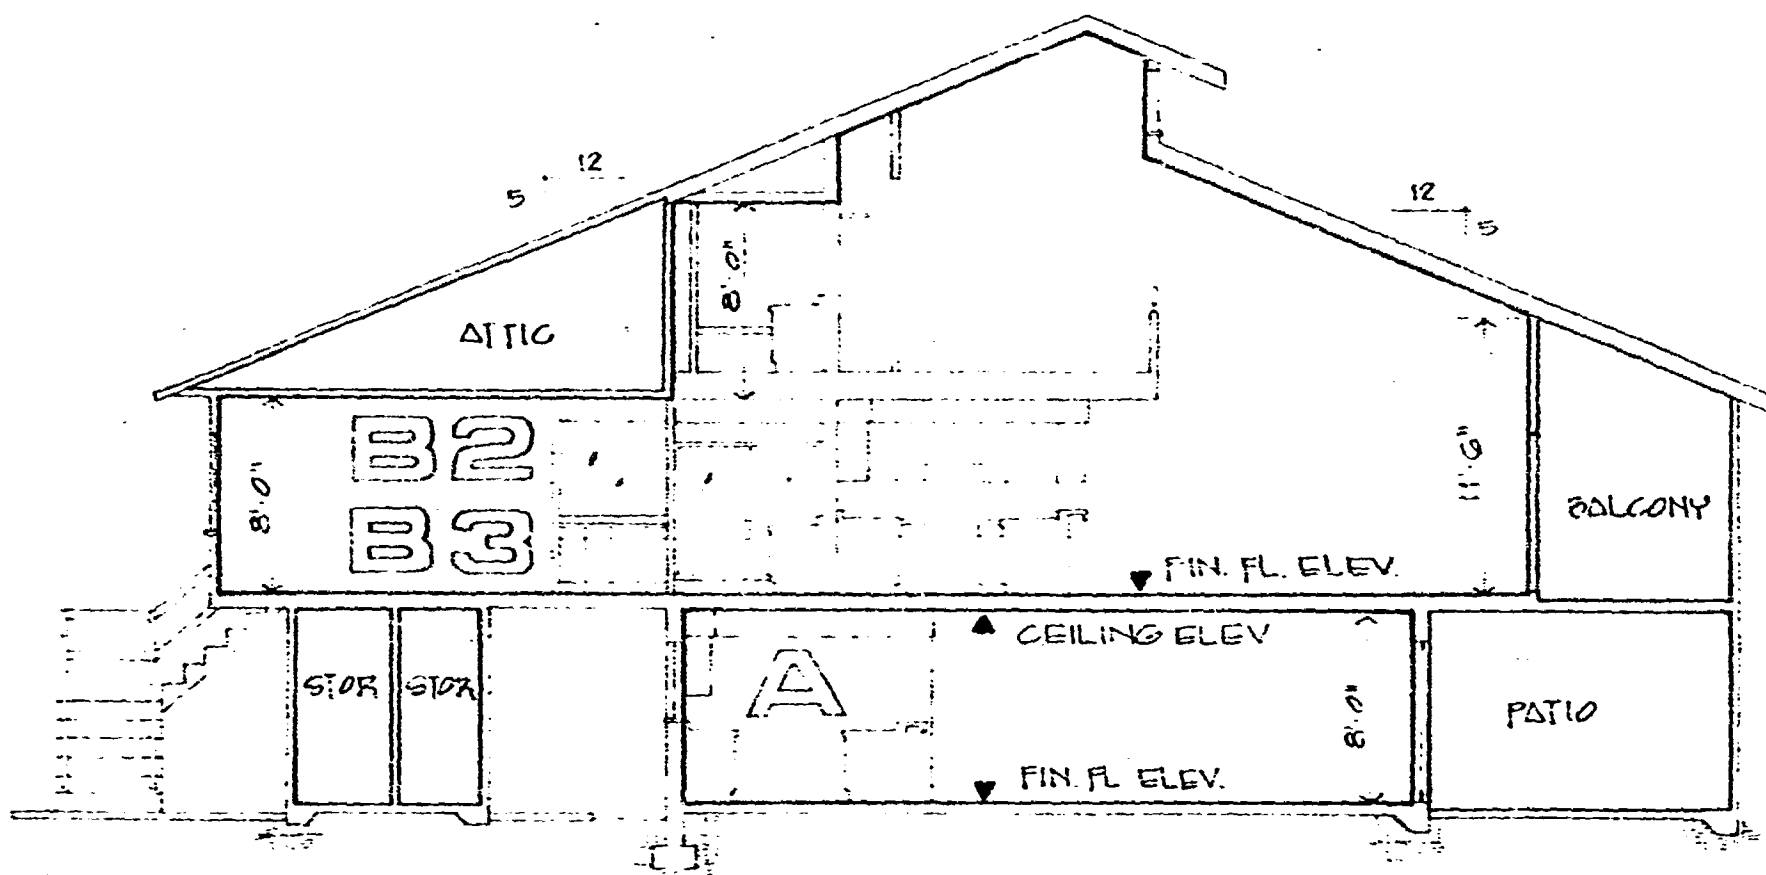 12
5
12
5
8'-0"
ATTIC
B2
8'-0"
11'-6"
BALCONY
B3
FIN. FL. ELEV.
CEILING ELEV
STOR STOR
A
8'-0"
PATIO
FIN. FL ELEV.